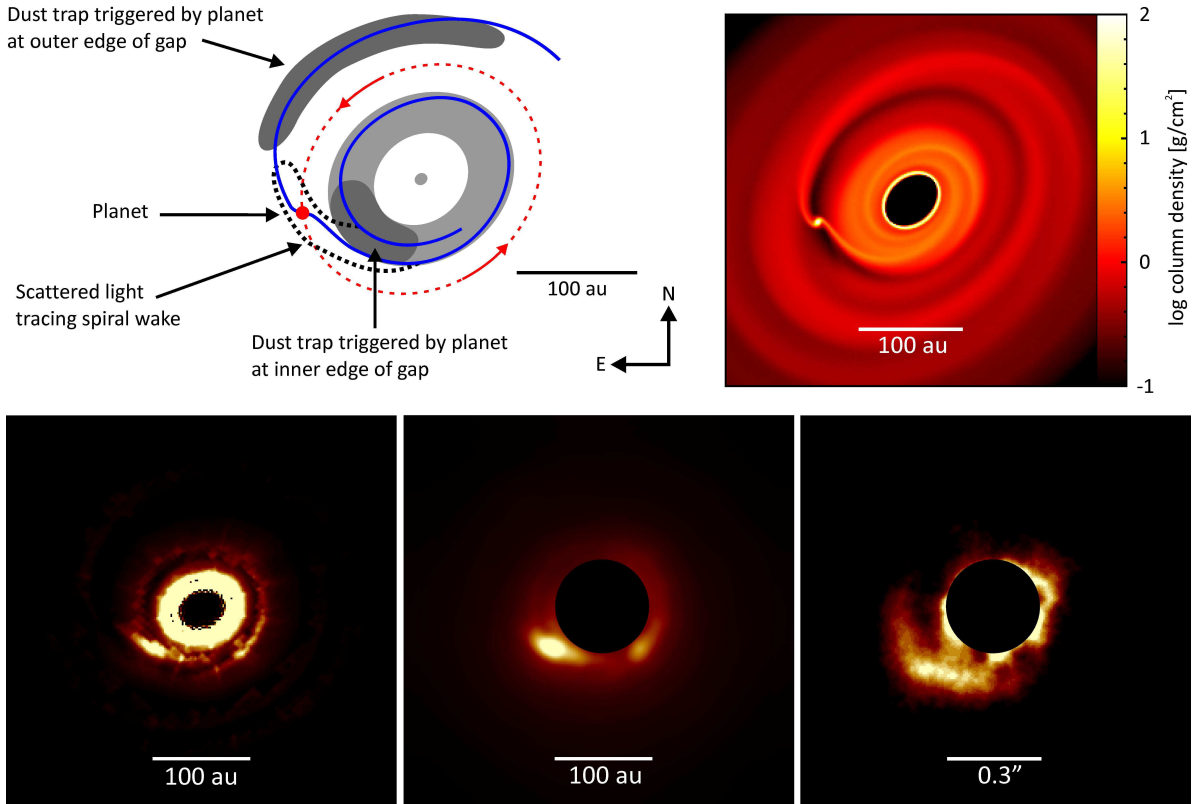 Dust trap triggered by planet
at outer edge of gap
Planet
Scattered light
tracing spiral wake
Dust trap triggered by planet
at inner edge of gap
100 au
N
E
100 au
2
1
0
-1
log column density [g/cm²]
100 au
100 au
0.3”